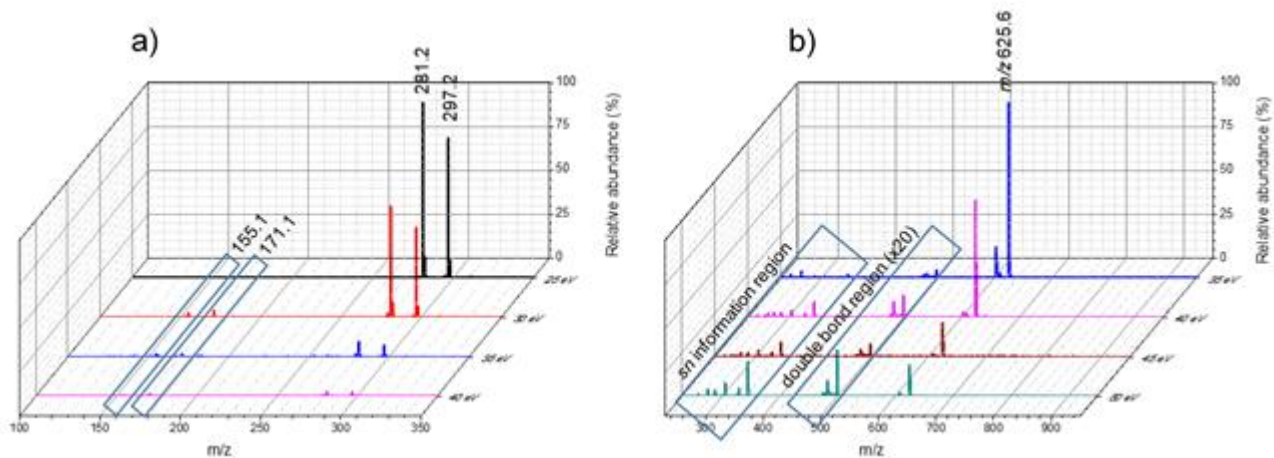 a)
281.2
297.2
155.1
171.1
100
75
50
25
0
Relative abundance (%)
25 eV
30 eV
35 eV
40 eV
100
150
200
250
300
350
m/z
b)
m/z 625.6
100
75
50
25
0
Relative abundance (%)
sn information region
double bond region (x20)
35 eV
40 eV
45 eV
50 eV
300
400
500
600
700
800
900
m/z